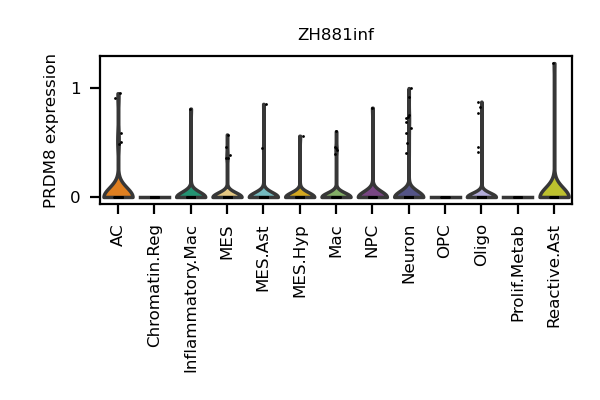 ZH881inf
PRDM8 expression
1
0
AC
Chromatin.Reg
Inflammatory.Mac
MES
MES.Ast
MES.Hyp
Mac
NPC
Neuron
OPC
Oligo
Prolif.Metab
Reactive.Ast